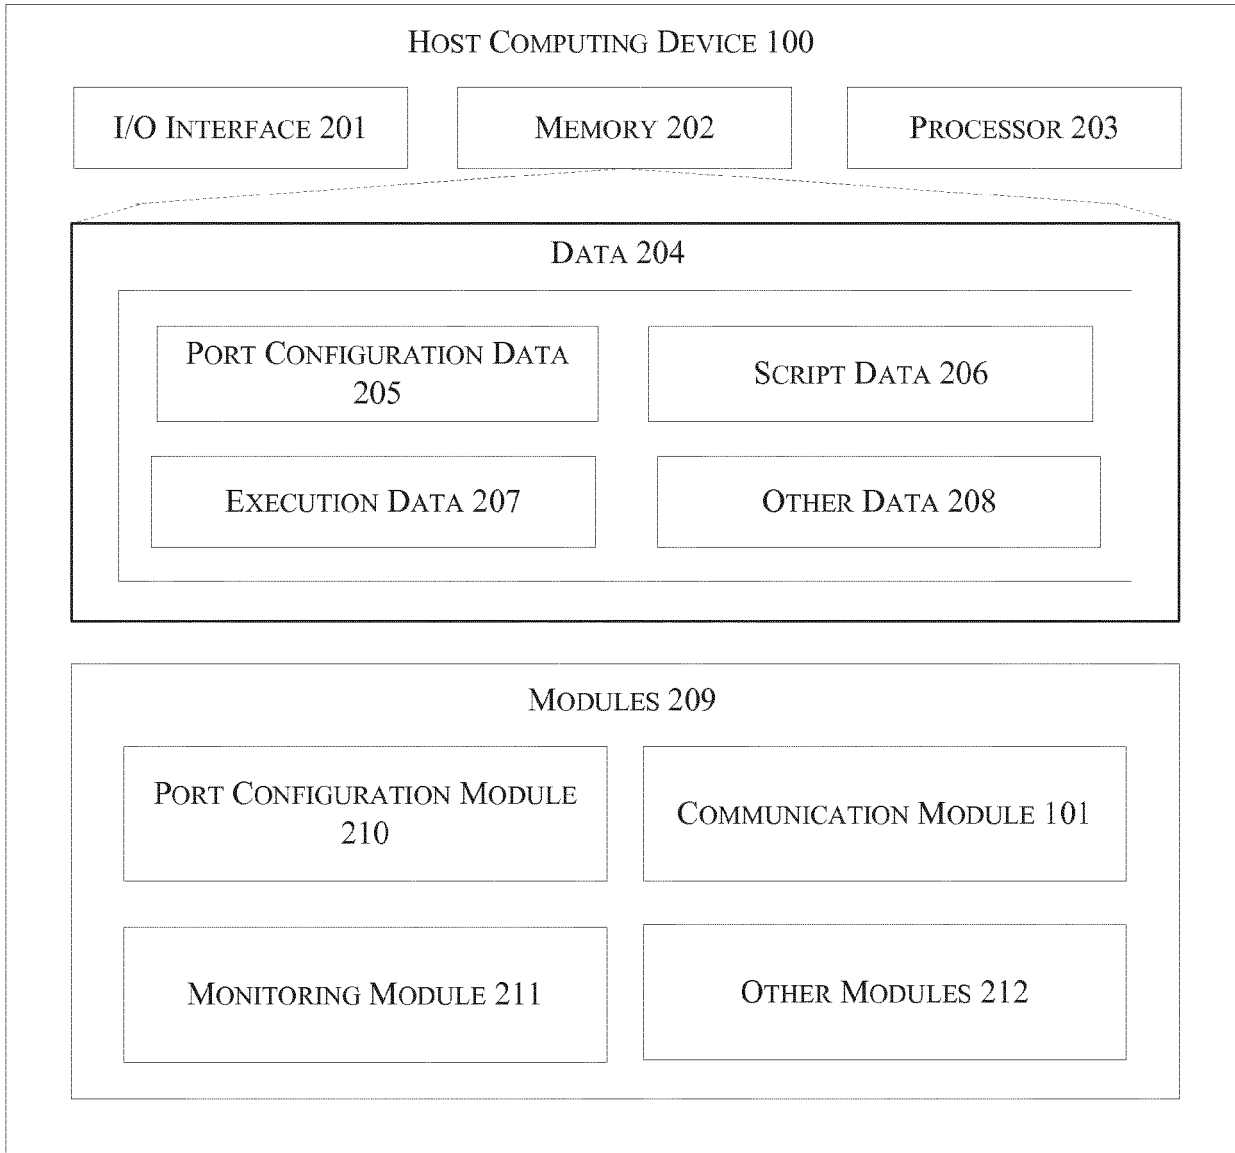 HOST COMPUTING DEVICE 100
I/O INTERFACE 201
MEMORY 202
PROCESSOR 203
DATA 204
PORT CONFIGURATION DATA
205
SCRIPT DATA 206
EXECUTION DATA 207
OTHER DATA 208
MODULES 209
PORT CONFIGURATION MODULE
210
COMMUNICATION MODULE 101
MONITORING MODULE 211
OTHER MODULES 212